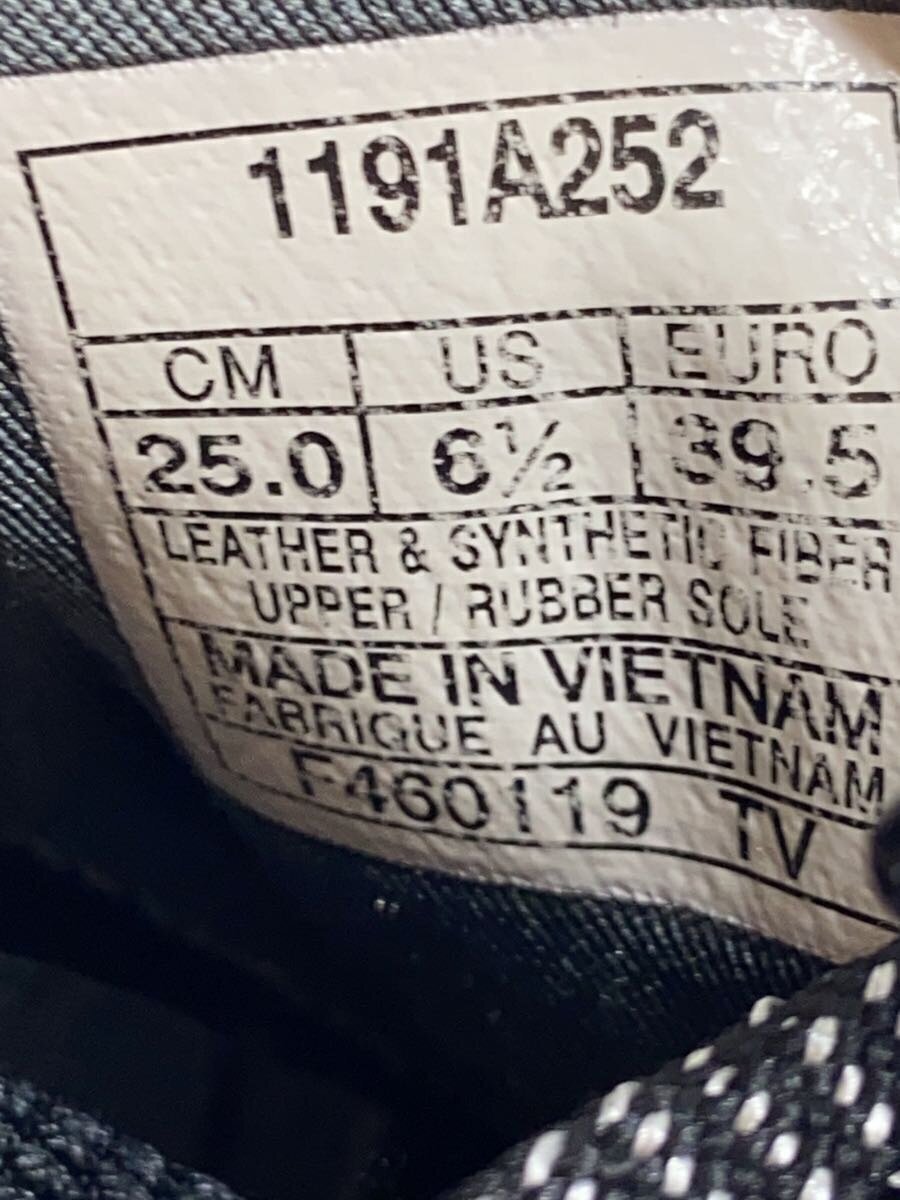 1191A252
CM US EURO
25.0 6½ 39.5
LEATHER & SYNTHETIC FIBER
UPPER / RUBBER SOLE
MADE IN VIETNAM
FABRIQUE AU VIETNAM
F460119 TV